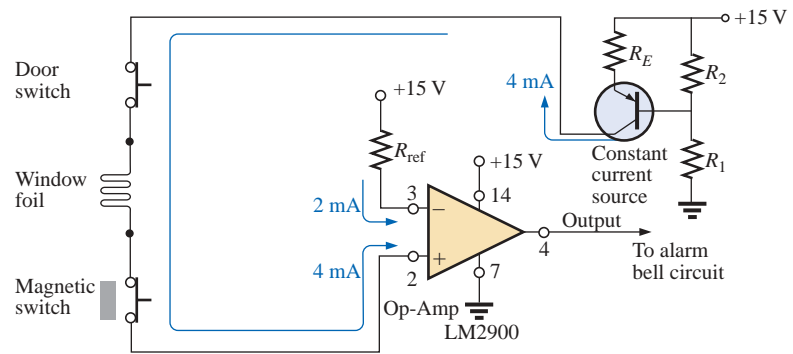 +15 V
Door
switch
R_E
R_2
4 mA
+15 V
Constant
current
source
R_1
R_ref
+15 V
Window
foil
14
2 mA
3
−
Output
4
To alarm
bell circuit
4 mA
+
2
7
Magnetic
switch
Op-Amp
LM2900